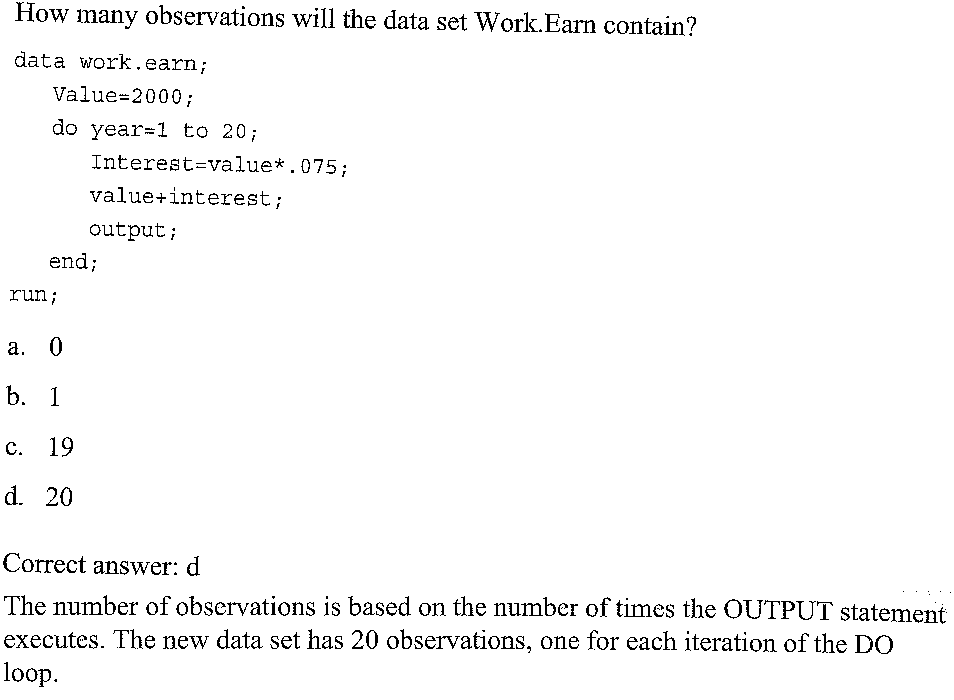 How many observations will the data set Work.Earn contain?
data work.earn;
Value=2000;
do year=1 to 20;
Interest=value*.075;
value+interest;
output;
end;
run;
a. 0
b. 1
c. 19
d. 20
Correct answer: d
The number of observations is based on the number of times the OUTPUT statement
executes. The new data set has 20 observations, one for each iteration of the DO
loop.